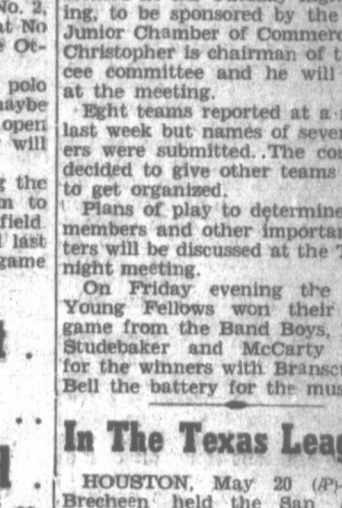 No. 2.
at No
e Ot-
polo
maybe
open
will
g the
m to
field
last
game
ing, to be sponsored by the
Junior Chamber of Commerc
Christopher is chairman of t
cee committee and he will
at the meeting.
Eght teams reported at a
last week but names of sever
ers were submitted. .The co
decided to give other teams
to get organized.
Plans of play to determine
members and other importan
ters will be discussed at the T
night meeting.
On Friday evening the
Young Fellows won their
game from the Band Boys,
Studebaker and McCarty
for the winners with Bransc
Bell the battery for the mus
In The Texas Leag
HOUSTON, May 20 (AP)-
Brecheen held the San